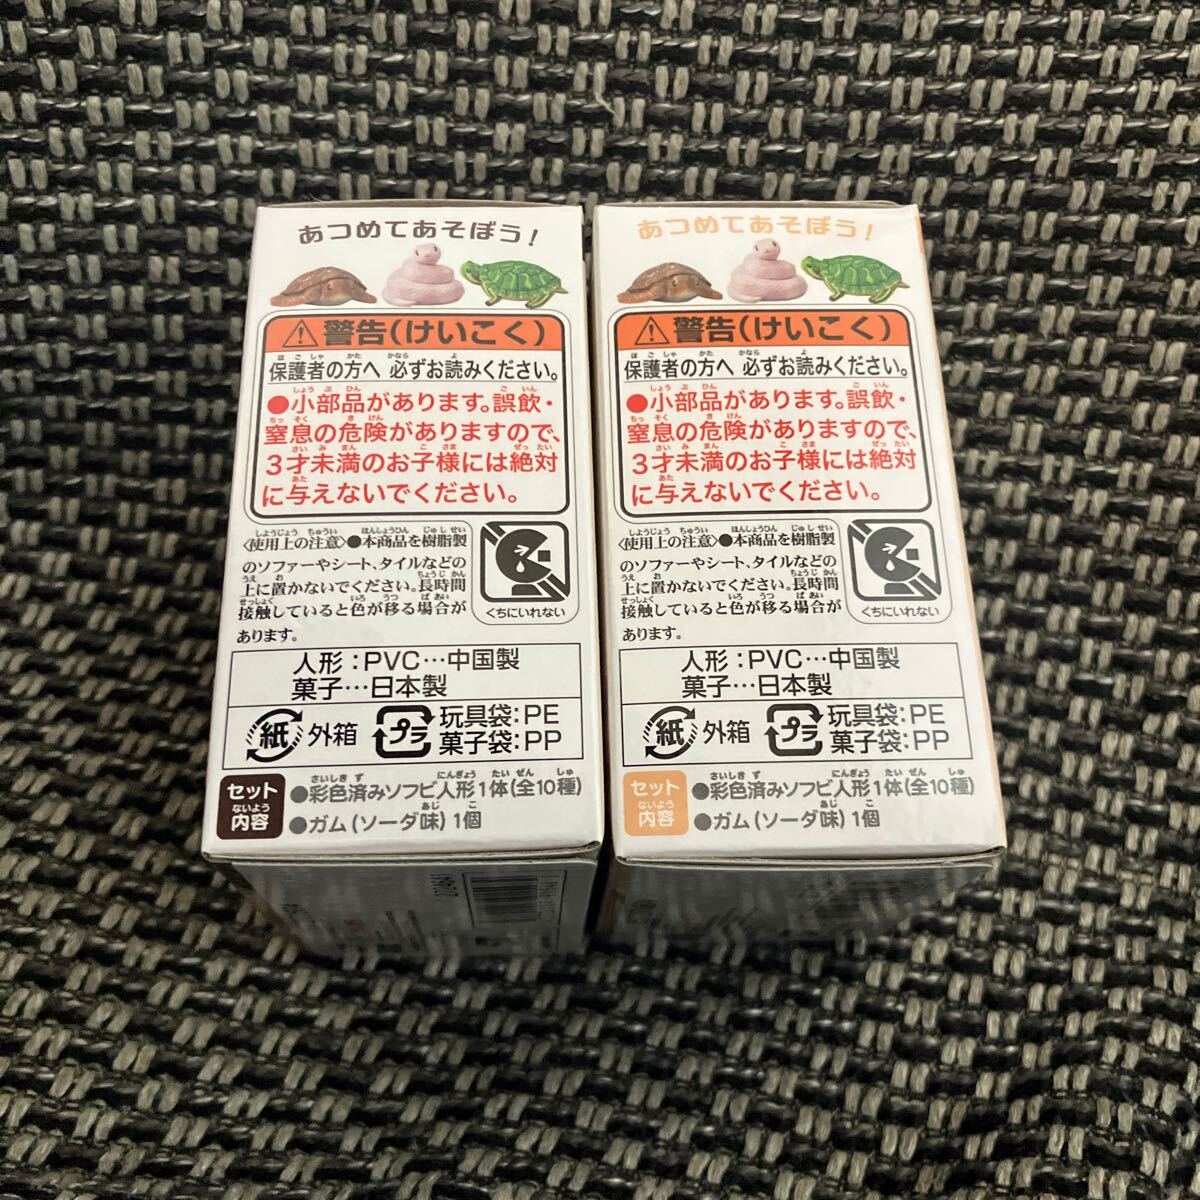 あつめてあそぼう!
警告(けいこく)
保護者の方へ 必ずお読みください。
●小部品があります。誤飲・
窒息の危険がありますので、
3才未満のお子様には絶対
に与えないでください。
〈使用上の注意〉●本商品を樹脂製
のソファーやシート、タイルなどの
上に置かないでください。長時間
接触していると色が移る場合が
あります。
くちにいれない
人形:PVC…中国製
菓子…日本製
紙 外箱 プラ 玩具袋:PE
菓子袋:PP
セット
内容
●彩色済みソフビ人形1体(全10種)
●ガム(ソーダ味)1個
あつめてあそぼう!
警告(けいこく)
保護者の方へ 必ずお読みください。
●小部品があります。誤飲・
窒息の危険がありますので、
3才未満のお子様には絶対
に与えないでください。
〈使用上の注意〉●本商品を樹脂製
のソファーやシート、タイルなどの
上に置かないでください。長時間
接触していると色が移る場合が
あります。
くちにいれない
人形:PVC…中国製
菓子…日本製
紙 外箱 プラ 玩具袋:PE
菓子袋:PP
セット
内容
●彩色済みソフビ人形1体(全10種)
●ガム(ソーダ味)1個